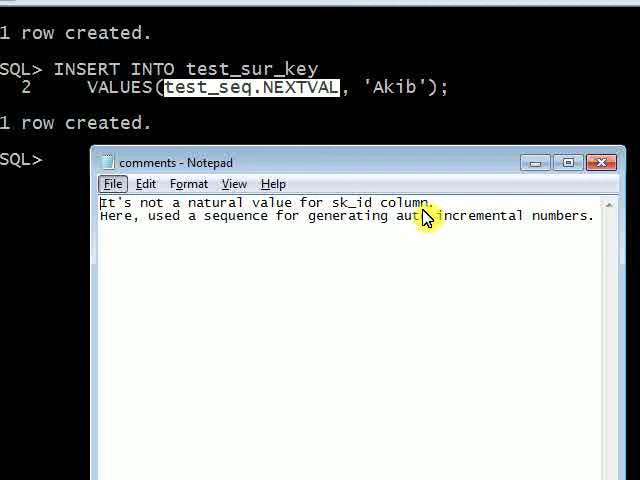 1 row created.
SQL> INSERT INTO test_sur_key
2 VALUES(test_seq.NEXTVAL, 'Akib');
1 row created.
SQL>
comments - Notepad
File Edit Format View Help
It's not a natural value for sk_id column.
Here, used a sequence for generating auto incremental numbers.